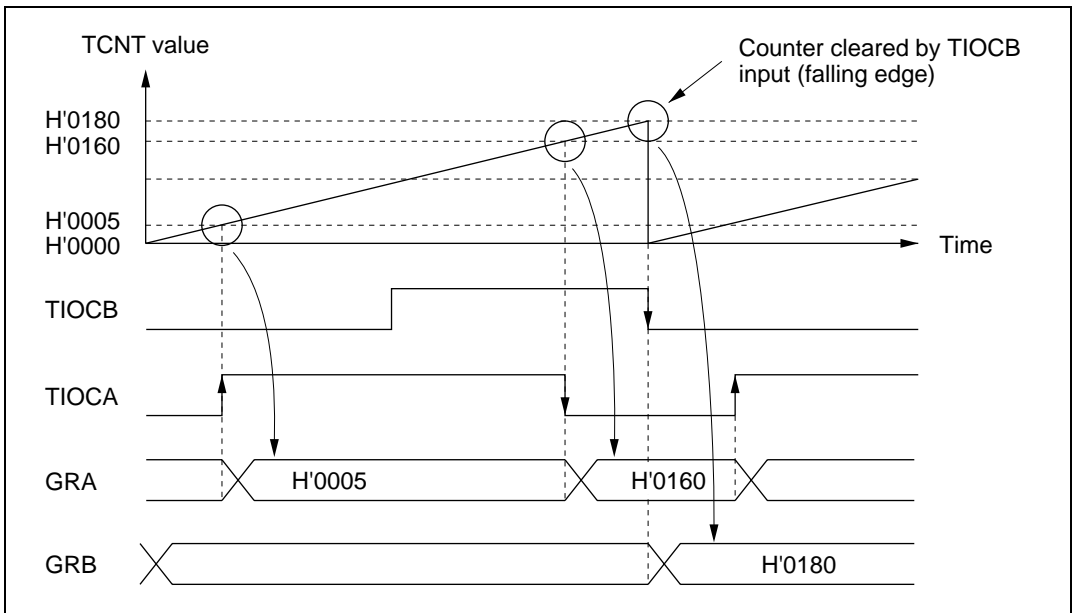 TCNT value
Counter cleared by TIOCB
input (falling edge)
H'0180
H'0160
H'0005
H'0000
Time
TIOCB
TIOCA
GRA
H'0005
H'0160
GRB
H'0180